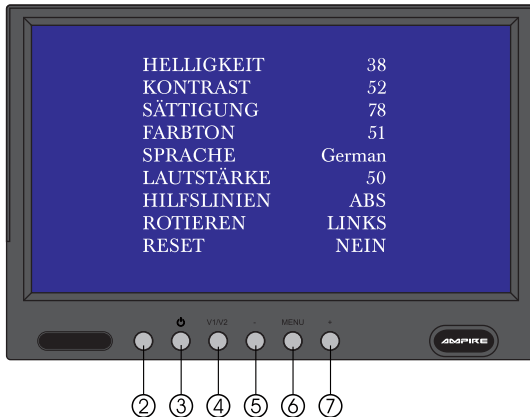 HELLIGKEIT 38
KONTRAST 52
SÄTTIGUNG 78
FARBTON 51
SPRACHE German
LAUTSTÄRKE 50
HILFSLINIEN ABS
ROTIEREN LINKS
RESET NEIN
V1/V2 - MENU +
AMPIRE
② ③ ④ ⑤ ⑥ ⑦